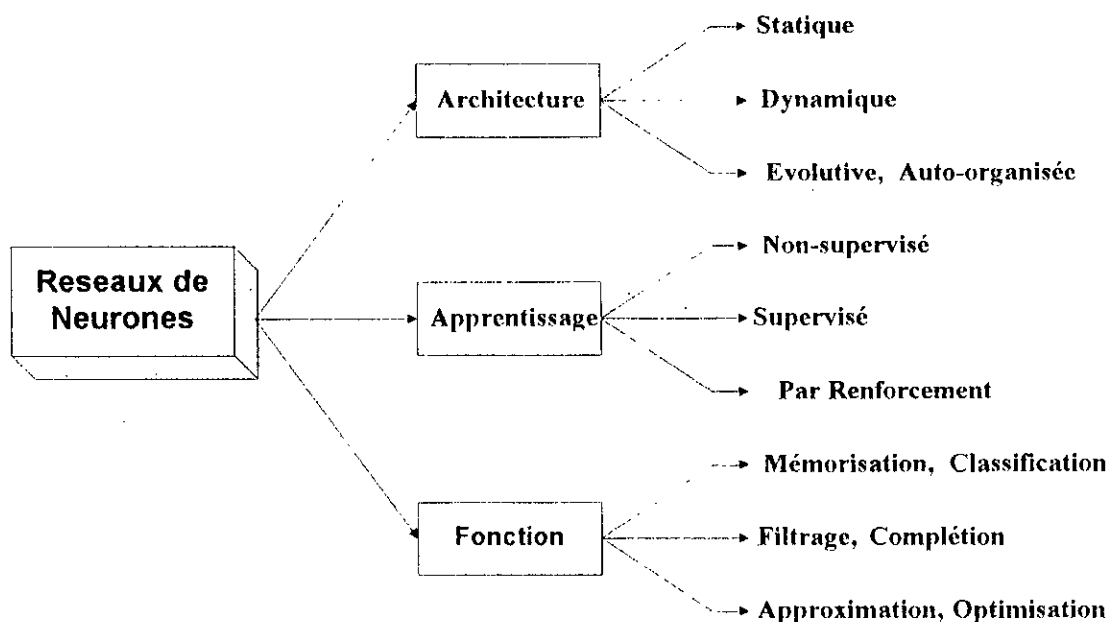 Statique
Architecture
Dynamique
Evolutive, Auto-organisée
Non-supervisé
Reseaux de
Neurones
Apprentissage
Supervisé
Par Renforcement
Mémorisation, Classification
Fonction
Filtrage, Complétion
Approximation, Optimisation